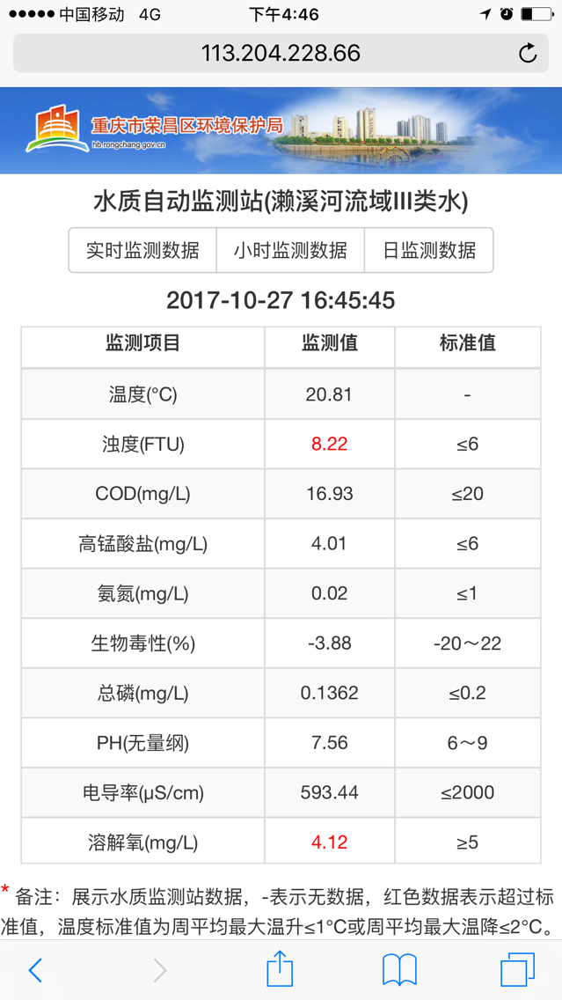 中国移动 4G 下午4:46
113.204.228.66
重庆市荣昌区环境保护局
hb.rongchang.gov.cn
水质自动监测站(濑溪河流域III类水)
实时监测数据 小时监测数据 日监测数据
2017-10-27 16:45:45
监测项目 监测值 标准值
温度(°C) 20.81 -
浊度(FTU) 8.22 ≤6
COD(mg/L) 16.93 ≤20
高锰酸盐(mg/L) 4.01 ≤6
氨氮(mg/L) 0.02 ≤1
生物毒性(%) -3.88 -20～22
总磷(mg/L) 0.1362 ≤0.2
PH(无量纲) 7.56 6～9
电导率(μS/cm) 593.44 ≤2000
溶解氧(mg/L) 4.12 ≥5
* 备注：展示水质监测站数据，-表示无数据，红色数据表示超过标
准值，温度标准值为周平均最大温升≤1°C或周平均最大温降≤2°C。